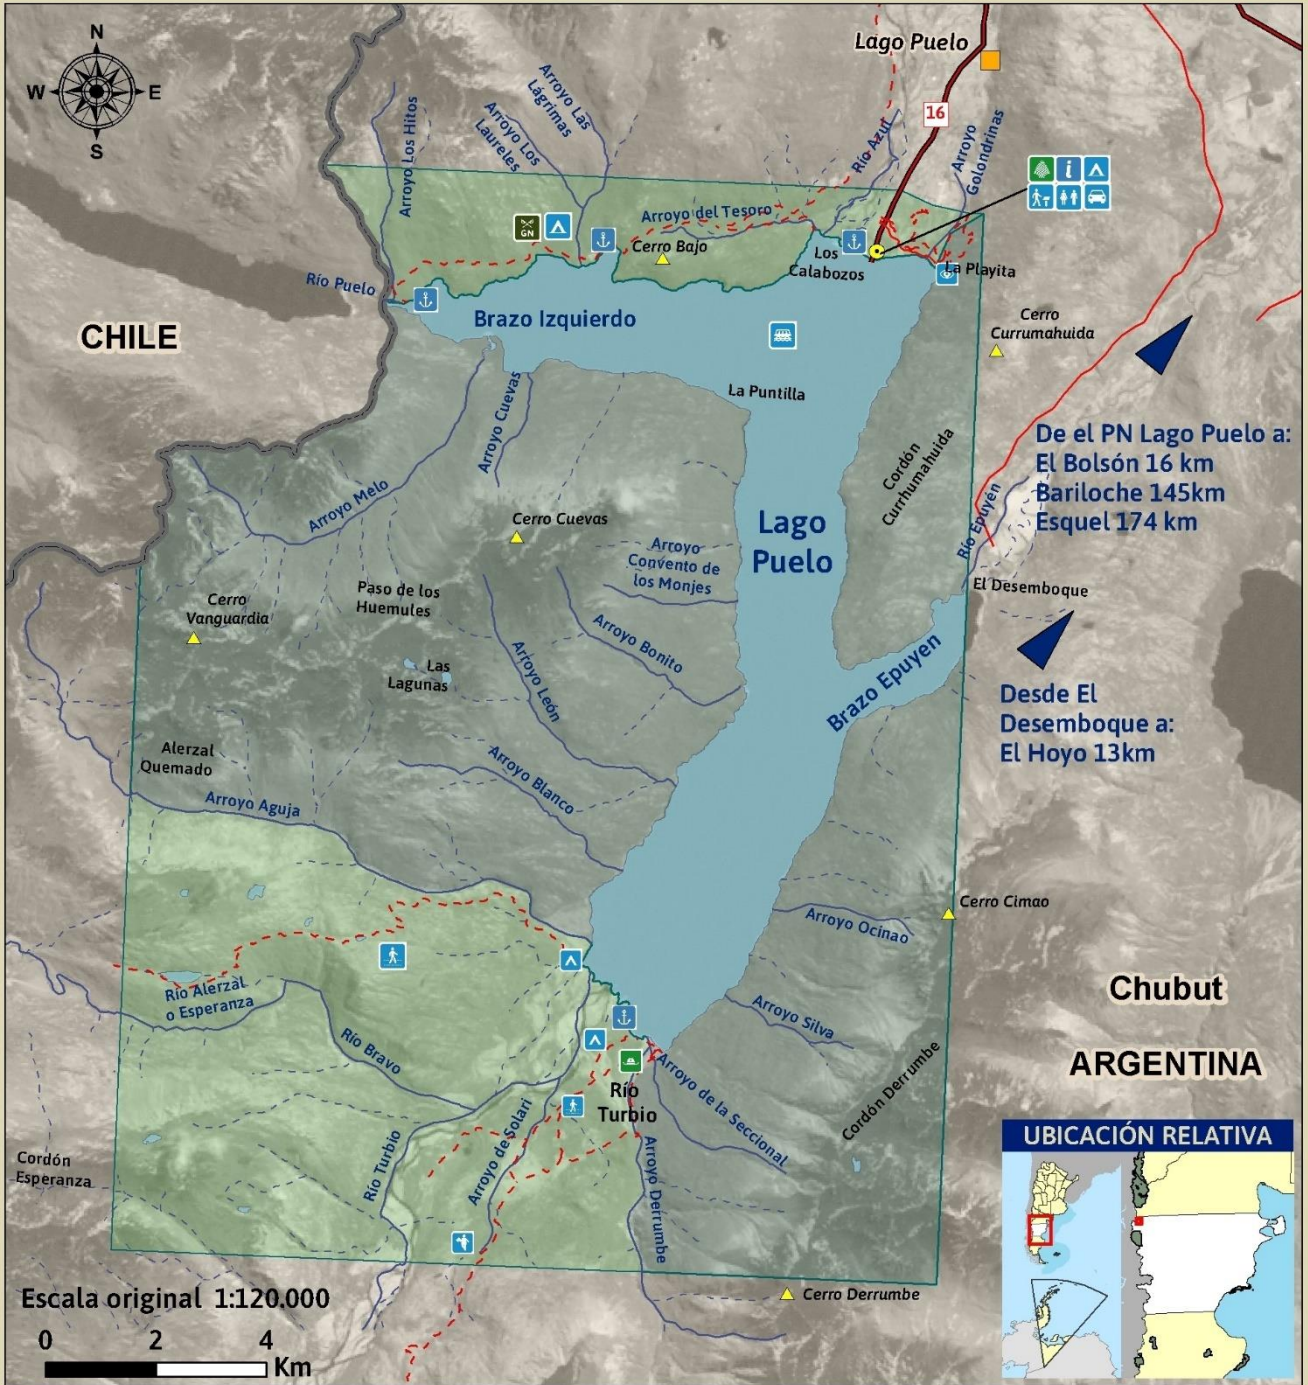 N
W
E
S
Lago Puelo
16
Arroyo Los Hitos
Arroyo Los
Laureles
Arroyo Las
Lágrimas
Río Azul
Arroyo
Golondrinas
GN
i
Arroyo del Tesoro
Cerro Bajo
Los
Calabozos
La Playita
Río Puelo
Brazo Izquierdo
CHILE
Cerro
Currumahuida
La Puntilla
Arroyo Cuevas
Arroyo Melo
Cordón
Currhumahuida
De el PN Lago Puelo a:
El Bolsón 16 km
Bariloche 145km
Esquel 174 km
Cerro Cuevas
Lago
Puelo
Río Epuyén
Arroyo
Convento de
los Monjes
El Desemboque
Cerro
Vanguardia
Paso de los
Huemules
Arroyo Bonito
Las
Lagunas
Arroyo León
Brazo Epuyen
Desde El
Desemboque a:
El Hoyo 13km
Alerzal
Quemado
Arroyo Blanco
Arroyo Aguja
Cerro Cimao
Arroyo Ocinao
Río Alerzal
o Esperanza
Arroyo Silva
Chubut
ARGENTINA
Río Bravo
Río
Turbio
Arroyo de la Seccional
Cordón Derrumbe
Río Turbio
Arroyo de Solari
Arroyo Derrumbe
Cordón
Esperanza
Cerro Derrumbe
UBICACIÓN RELATIVA
Escala original 1:120.000
0 2 4
Km